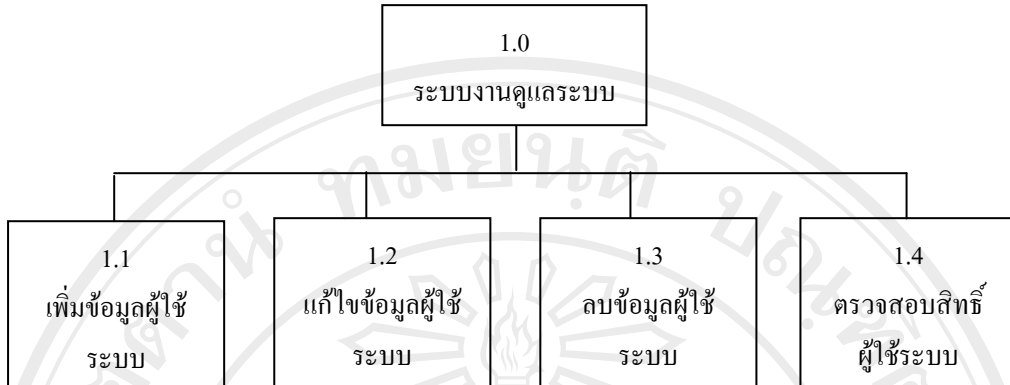 1.0
ระบบงานดูแลระบบ
1.1
เพิ่มข้อมูลผู้ใช้
ระบบ
1.2
แก้ไขข้อมูลผู้ใช้
ระบบ
1.3
ลบข้อมูลผู้ใช้
ระบบ
1.4
ตรวจสอบสิทธิ์
ผู้ใช้ระบบ